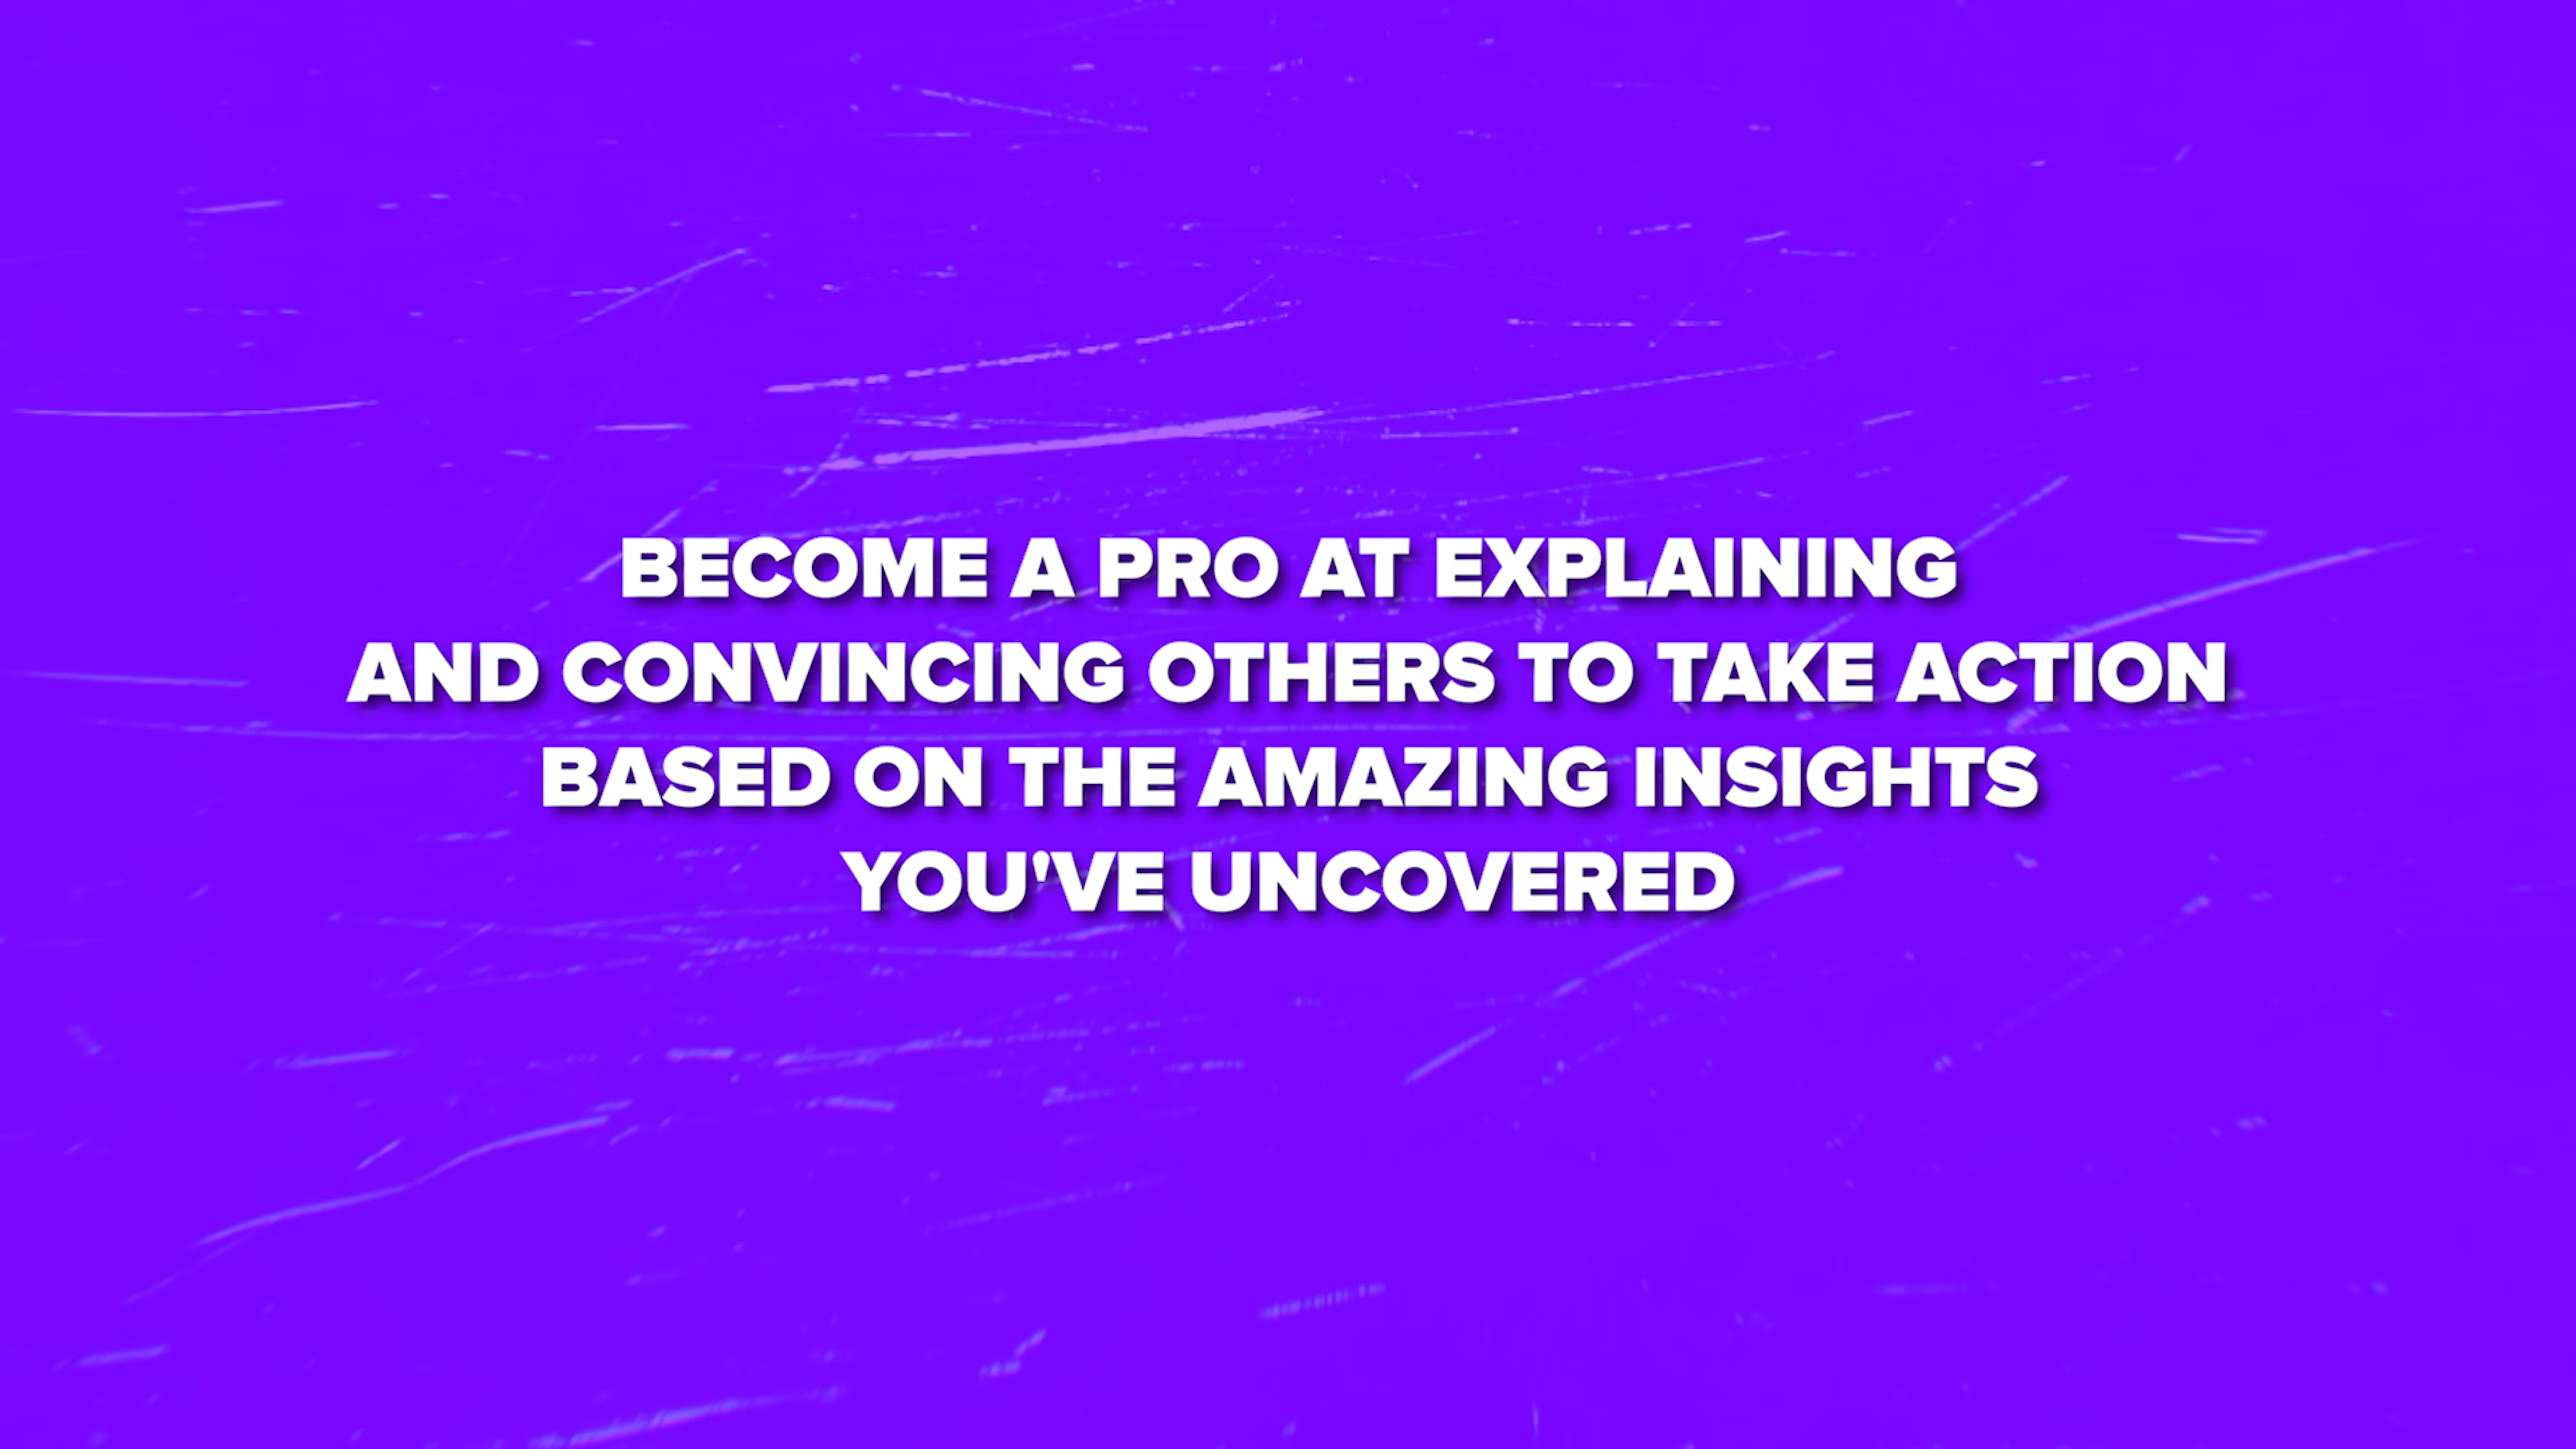 BECOME A PRO AT EXPLAINING
AND CONVINCING OTHERS TO TAKE ACTION
BASED ON THE AMAZING INSIGHTS
YOU'VE UNCOVERED